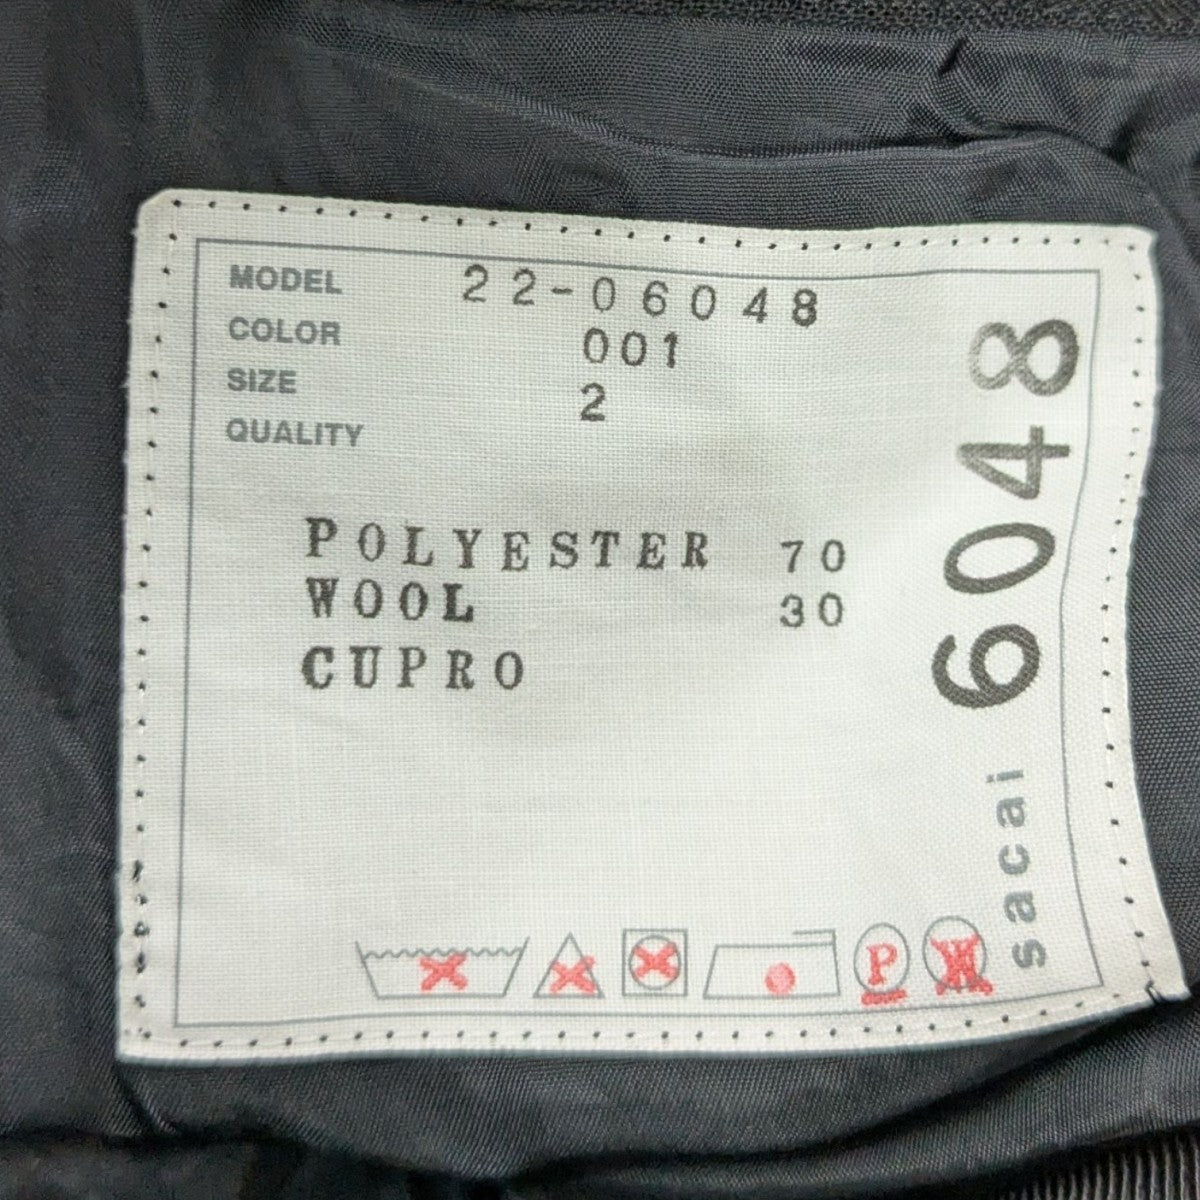 MODEL 22-06048
COLOR 001
SIZE 2
QUALITY
POLYESTER 70
WOOL 30
CUPRO
sacai 6048
P
W